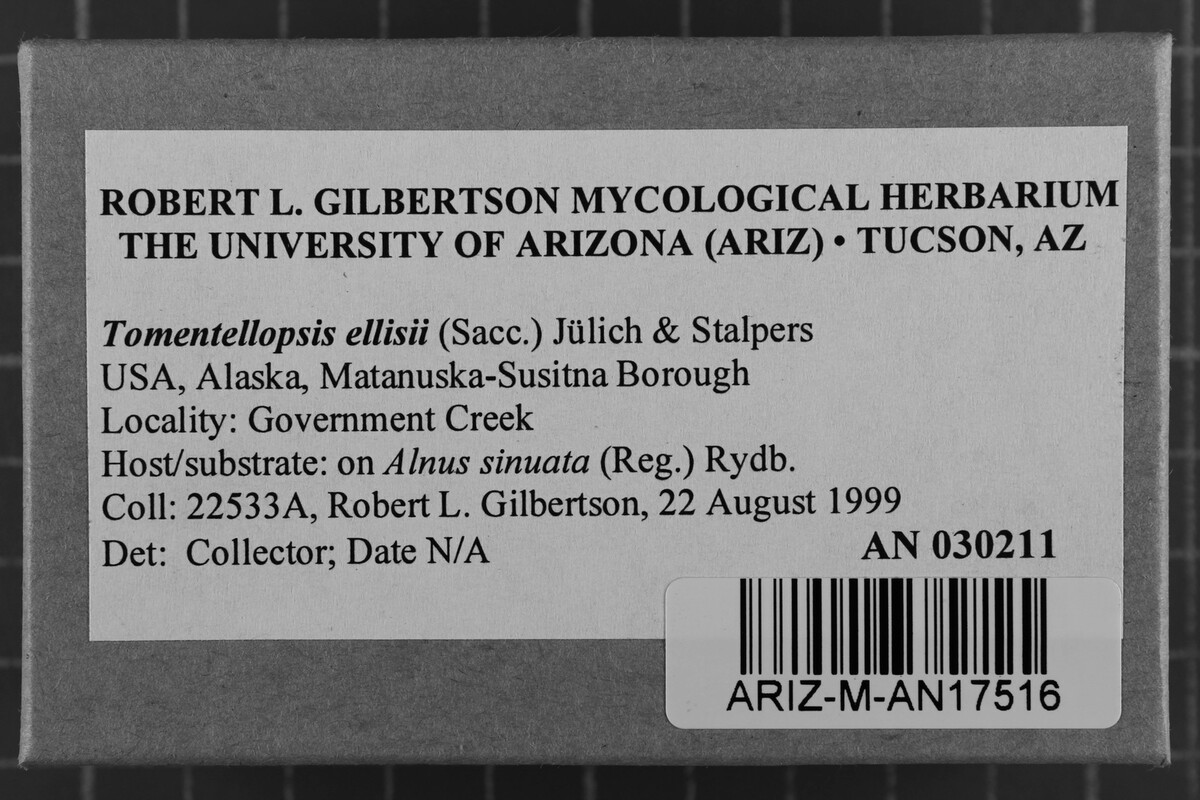 ROBERT L. GILBERTSON MYCOLOGICAL HERBARIUM
THE UNIVERSITY OF ARIZONA (ARIZ) • TUCSON, AZ
Tomentellopsis ellisii (Sacc.) Jülich & Stalpers
USA, Alaska, Matanuska-Susitna Borough
Locality: Government Creek
Host/substrate: on Alnus sinuata (Reg.) Rydb.
Coll: 22533A, Robert L. Gilbertson, 22 August 1999
Det: Collector; Date N/A
AN 030211
ARIZ-M-AN17516